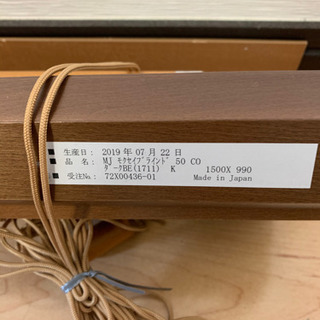 生産日: 2019 年 07 月 22 日
品 名: MJ モクセイブラインド 50 CO
ダークBE(1711) K 1500X 990
受注No.: 72X00436-01 Made in Japan